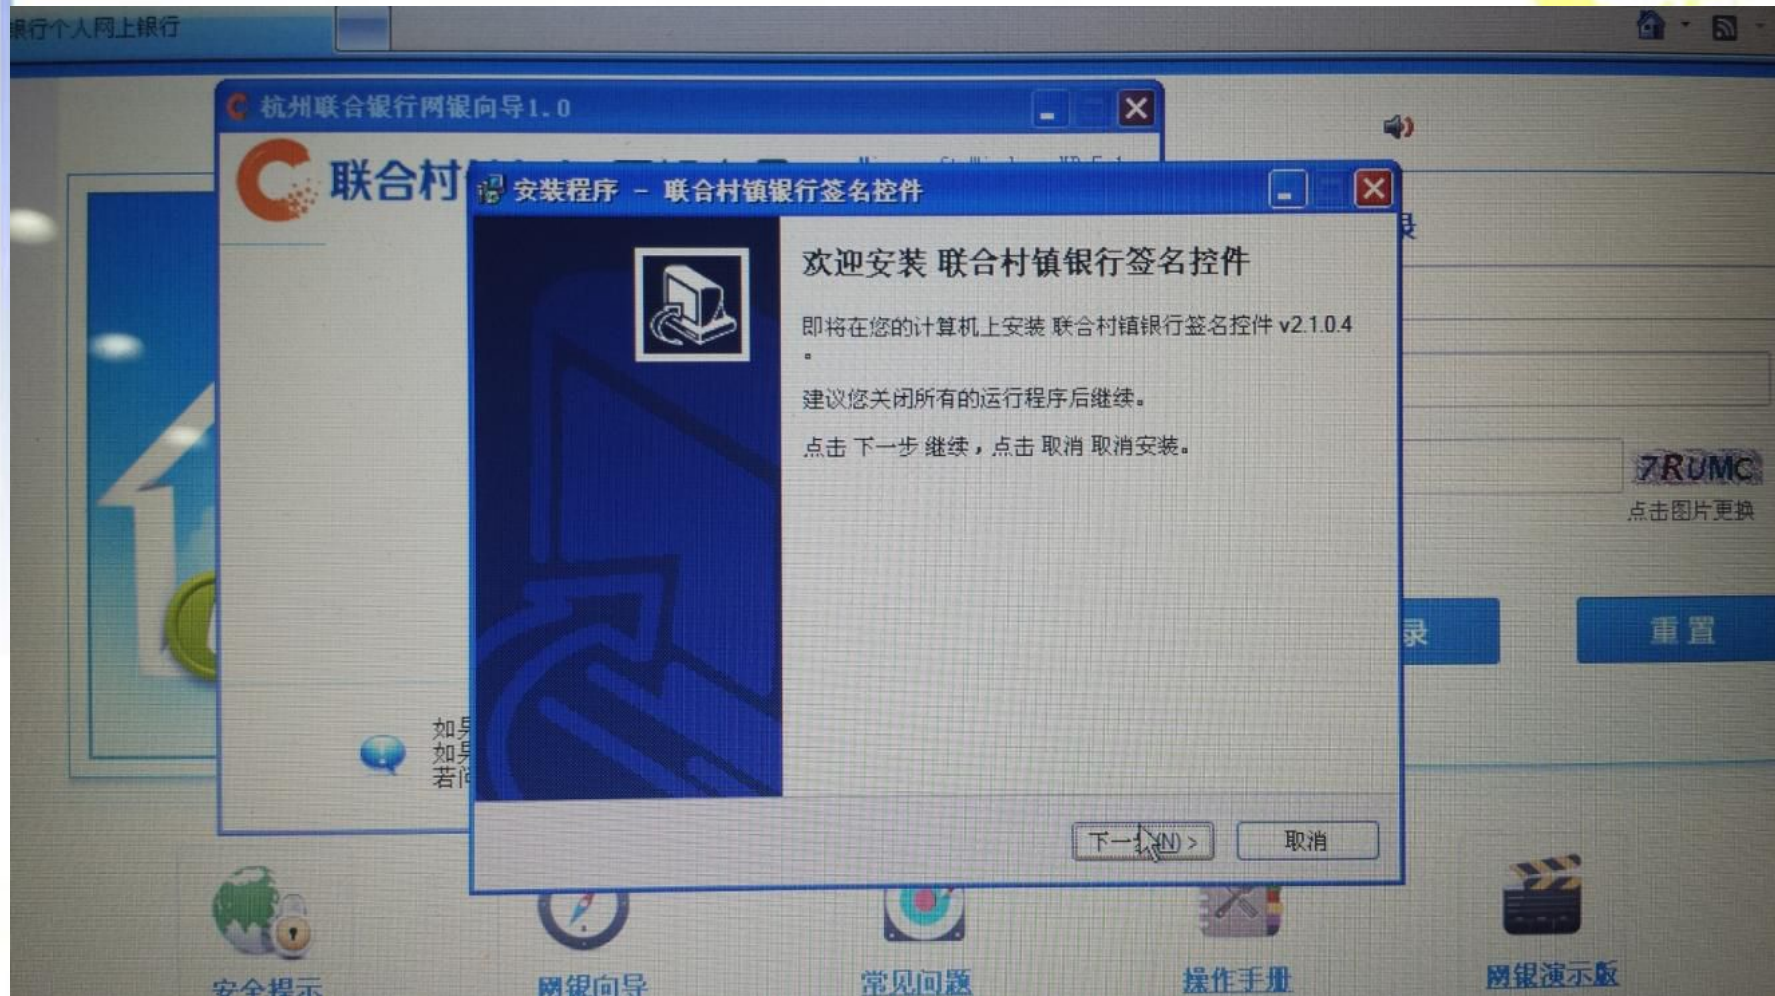 银行个人网上银行
杭州联合银行网银向导1.0
联合村
安装程序 - 联合村镇银行签名控件
欢迎安装 联合村镇银行签名控件
即将在您的计算机上安装 联合村镇银行签名控件 v2.1.0.4
。
建议您关闭所有的运行程序后继续。
点击 下一步 继续，点击 取消 取消安装。
7RUMC
点击图片更换
录
重置
如
如
若
下一步(N) >
取消
安全提示
网银向导
常见问题
操作手册
网银演示版